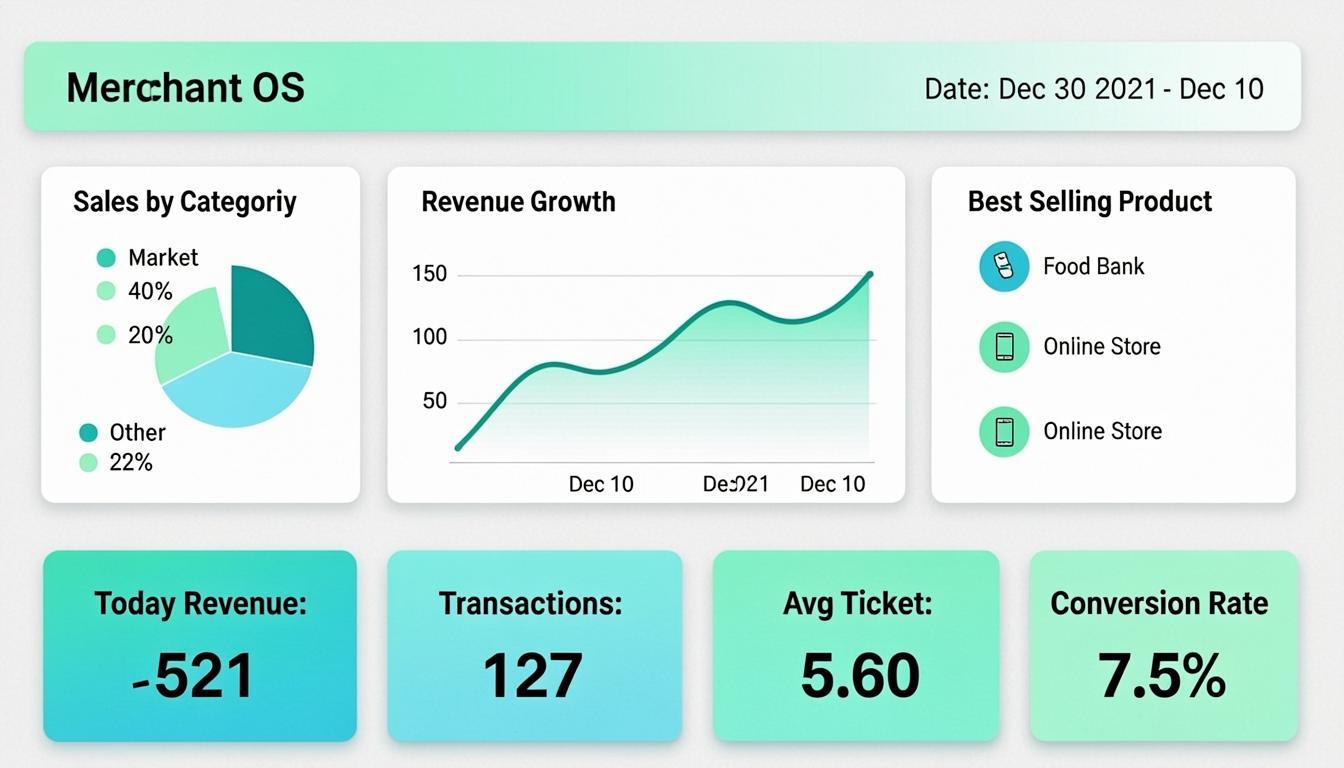 Merchant OS
Date: Dec 30 2021 - Dec 10
Sales by Categoriy
Market
40%
20%
Other
22%
Revenue Growth
150
100
50
Dec 10
Dec 10
Best Selling Product
Food Bank
Online Store
Online Store
Today Revenue:
-521
Transactions:
127
Avg Ticket:
5.60
Conversion Rate
7.5%